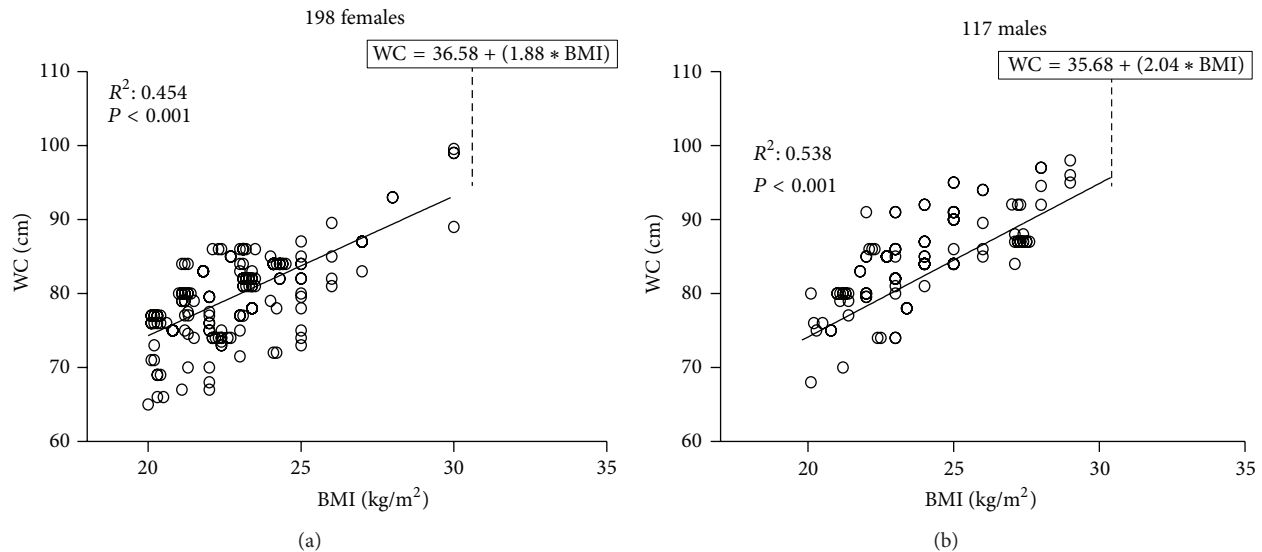 198 females
WC = 36.58 + (1.88 ∗ BMI)
R²: 0.454
P < 0.001
110
100
90
80
70
60
WC (cm)
20
25
30
35
BMI (kg/m²)
(a)
117 males
WC = 35.68 + (2.04 ∗ BMI)
R²: 0.538
P < 0.001
110
100
90
80
70
60
WC (cm)
20
25
30
35
BMI (kg/m²)
(b)